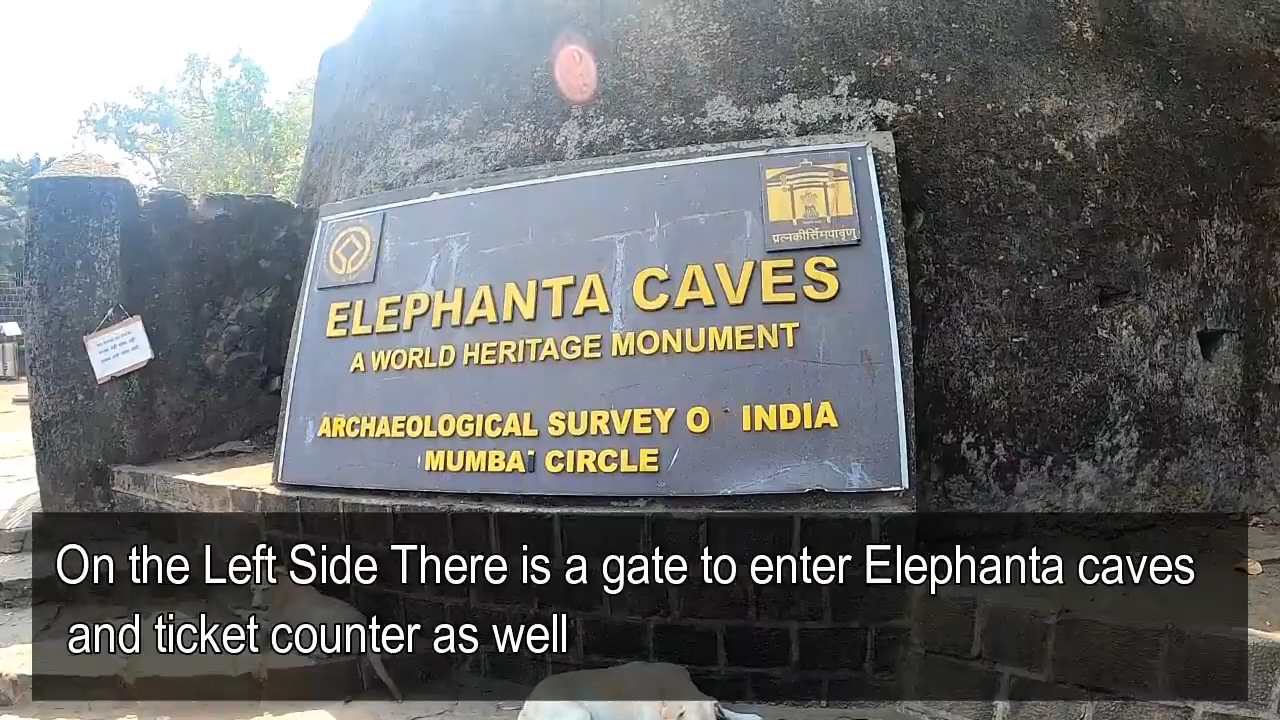 प्रत्नकीर्तिमपावृणु
ELEPHANTA CAVES
A WORLD HERITAGE MONUMENT
ARCHAEOLOGICAL SURVEY O INDIA
MUMBAI CIRCLE
On the Left Side There is a gate to enter Elephanta caves
and ticket counter as well